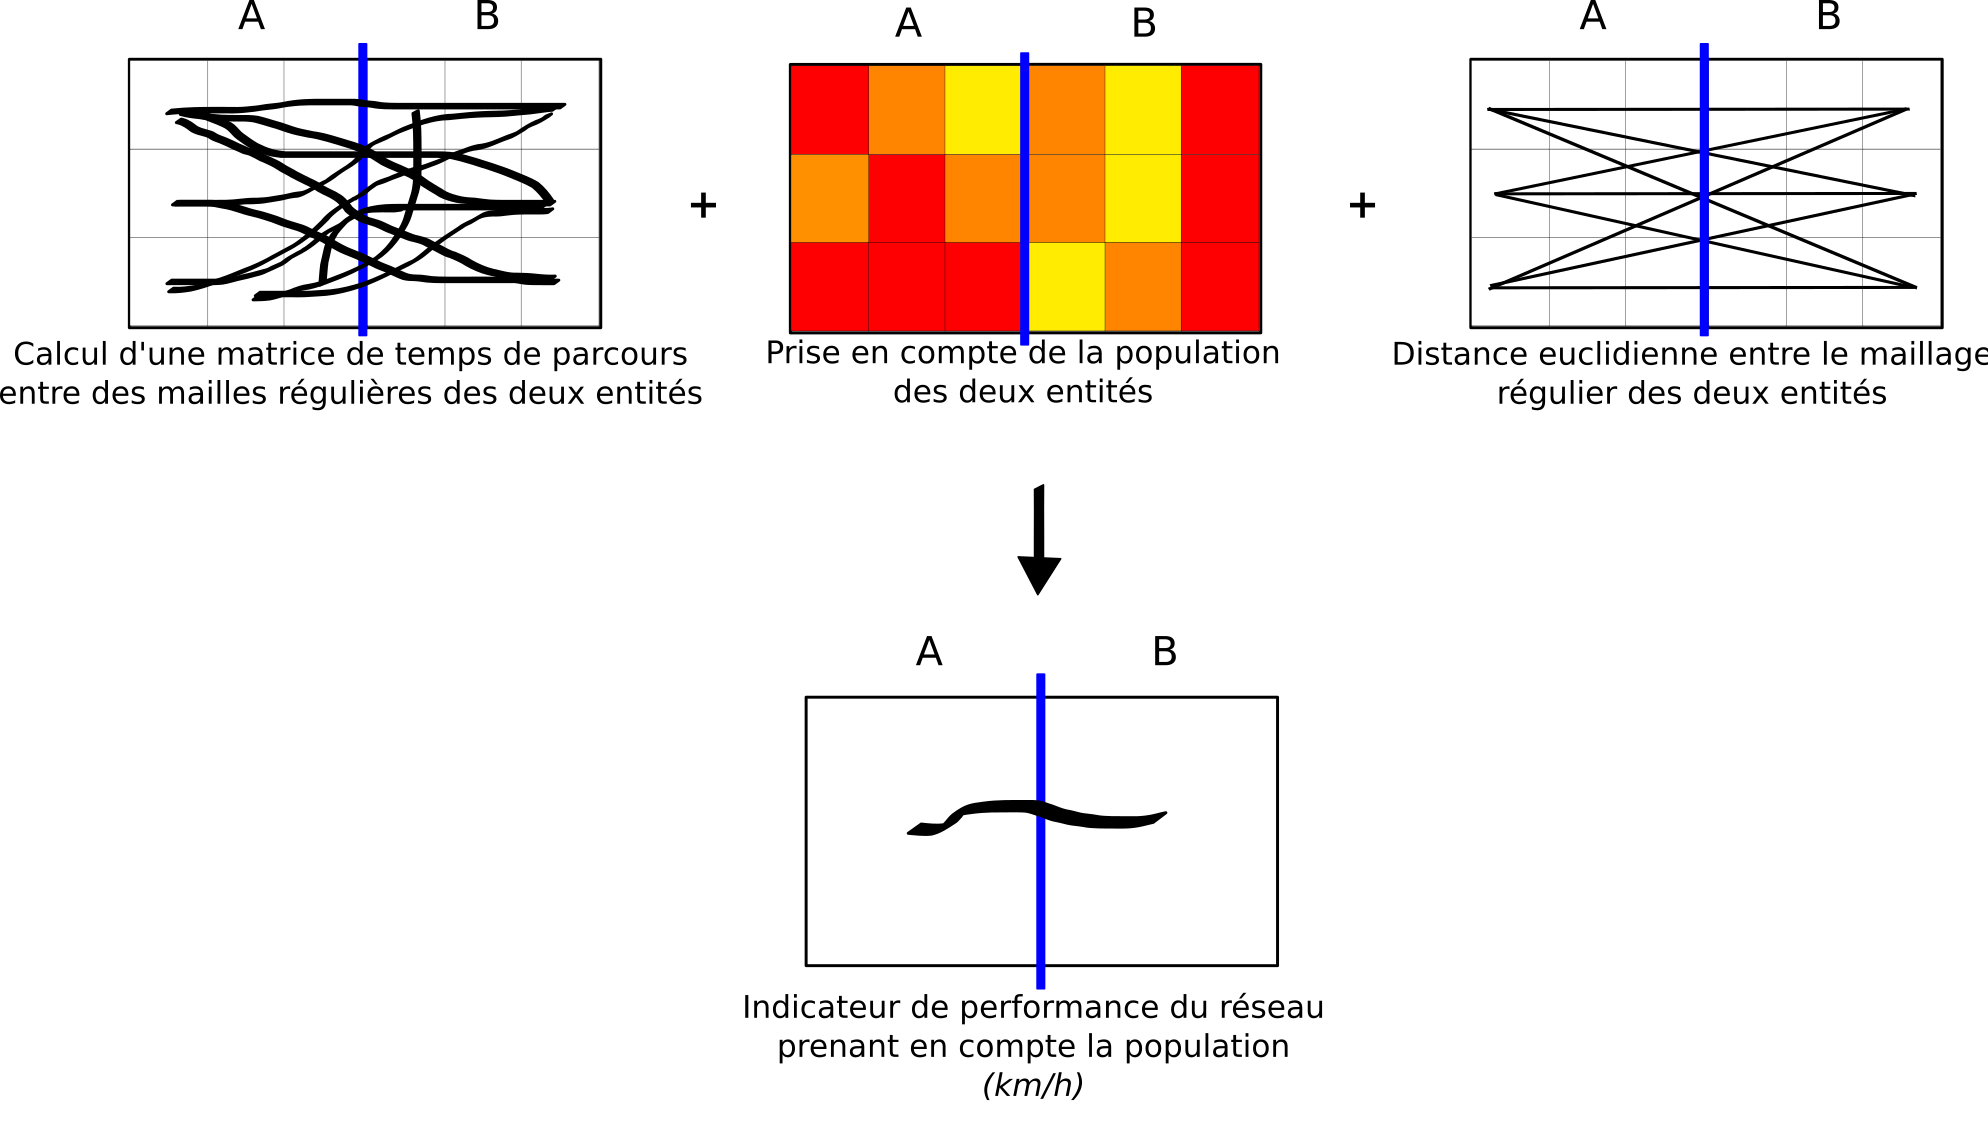 A B
Calcul d'une matrice de temps de parcours
entre des mailles régulières des deux entités
+
A B
Prise en compte de la population
des deux entités
+
A B
Distance euclidienne entre le maillage
régulier des deux entités
A B
Indicateur de performance du réseau
prenant en compte la population
(km/h)